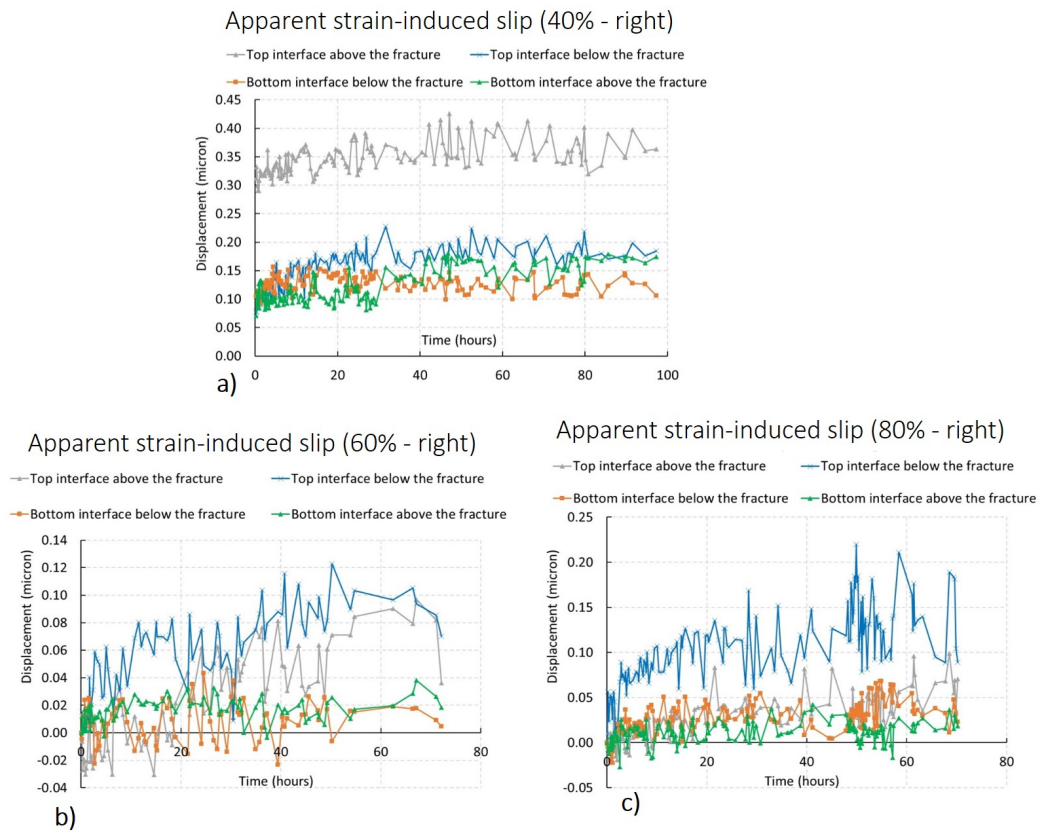 Apparent strain-induced slip (40% - right)
Top interface above the fracture
Top interface below the fracture
Bottom interface below the fracture
Bottom interface above the fracture
0.45
0.40
0.35
0.30
0.25
0.20
0.15
0.10
0.05
0.00
Displacement (micron)
Time (hours)
0 20 40 60 80 100
a)
Apparent strain-induced slip (60% - right)
Top interface above the fracture
Top interface below the fracture
Bottom interface below the fracture
Bottom interface above the fracture
0.14
0.12
0.10
0.08
0.06
0.04
0.02
0.00
-0.02
-0.04
Displacement (micron)
0 20 40 60 80
Time (hours)
b)
Apparent strain-induced slip (80% - right)
Top interface above the fracture
Top interface below the fracture
Bottom interface below the fracture
Bottom interface above the fracture
0.25
0.20
0.15
0.10
0.05
0.00
-0.05
Displacement (micron)
0 20 40 60 80
Time (hours)
c)